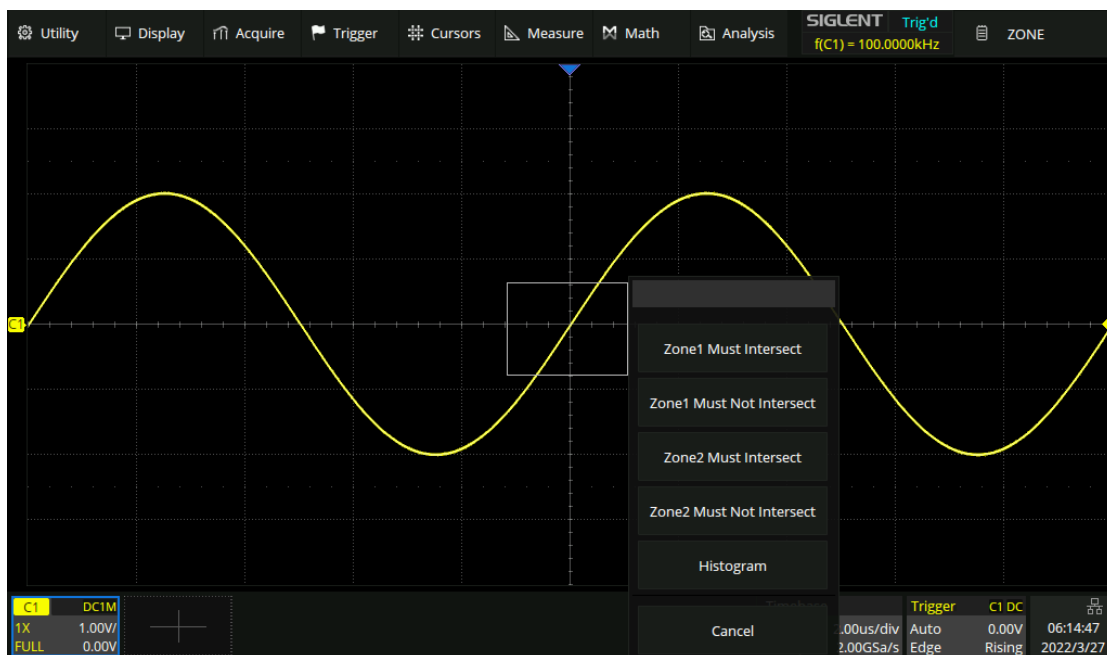 Utility
Display
Acquire
Trigger
Cursors
Measure
Math
Analysis
SIGLENT Trig'd
f(C1) = 100.0000kHz
ZONE
C1
Zone1 Must Intersect
Zone1 Must Not Intersect
Zone2 Must Intersect
Zone2 Must Not Intersect
Histogram
Cancel
C1 DC1M
1X 1.00V/
FULL 0.00V
.00us/div
.00GSa/s
Trigger C1 DC
Auto 0.00V
Edge Rising
06:14:47
2022/3/27